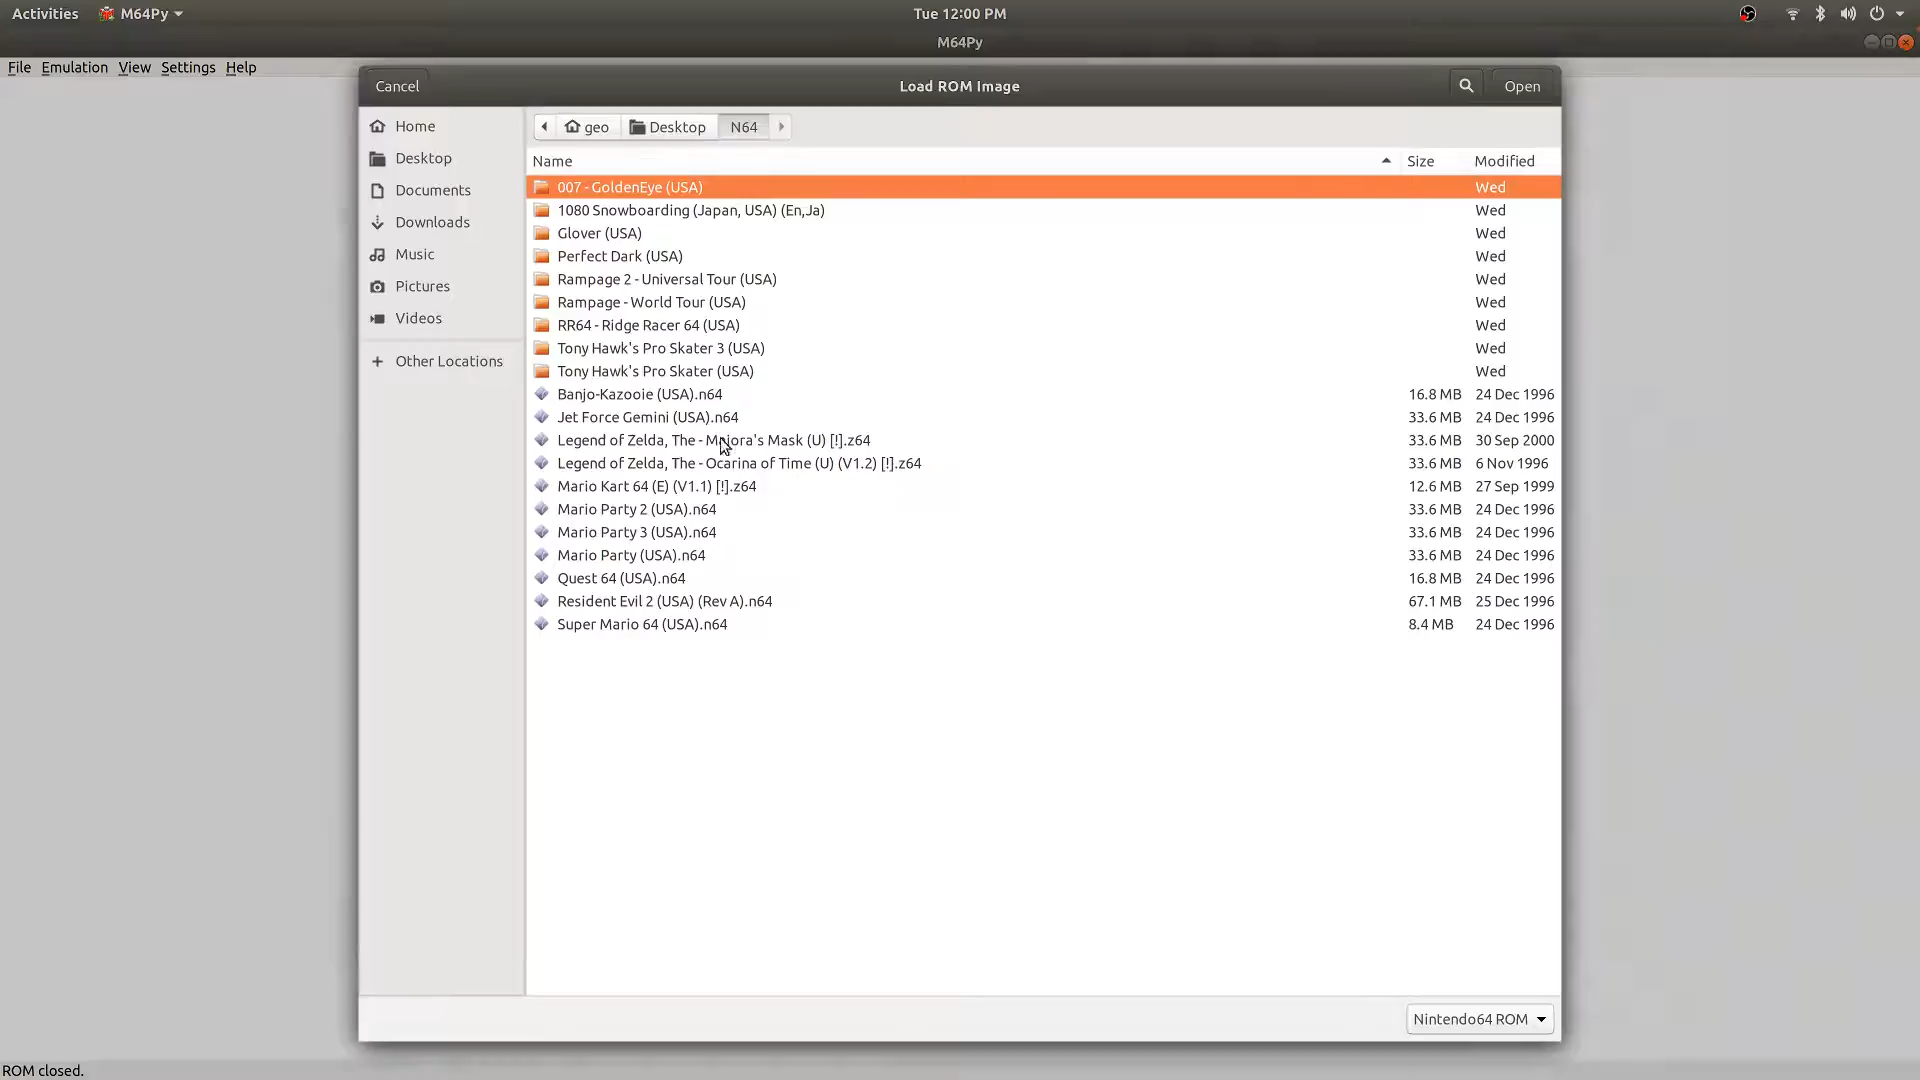 Activities M64Py Tue 12:00 PM
M64Py
File Emulation View Settings Help
Cancel Load ROM Image Open
Home
Desktop
Documents
Downloads
Music
Pictures
Videos
Other Locations
geo Desktop N64
Name Size Modified
007 - GoldenEye (USA) Wed
1080 Snowboarding (Japan, USA) (En,Ja) Wed
Glover (USA) Wed
Perfect Dark (USA) Wed
Rampage 2 - Universal Tour (USA) Wed
Rampage - World Tour (USA) Wed
RR64 - Ridge Racer 64 (USA) Wed
Tony Hawk's Pro Skater 3 (USA) Wed
Tony Hawk's Pro Skater (USA) Wed
Banjo-Kazooie (USA).n64 16.8 MB 24 Dec 1996
Jet Force Gemini (USA).n64 33.6 MB 24 Dec 1996
Legend of Zelda, The - Majora's Mask (U) [!].z64 33.6 MB 30 Sep 2000
Legend of Zelda, The - Ocarina of Time (U) (V1.2) [!].z64 33.6 MB 6 Nov 1996
Mario Kart 64 (E) (V1.1) [!].z64 12.6 MB 27 Sep 1999
Mario Party 2 (USA).n64 33.6 MB 24 Dec 1996
Mario Party 3 (USA).n64 33.6 MB 24 Dec 1996
Mario Party (USA).n64 33.6 MB 24 Dec 1996
Quest 64 (USA).n64 16.8 MB 24 Dec 1996
Resident Evil 2 (USA) (Rev A).n64 67.1 MB 25 Dec 1996
Super Mario 64 (USA).n64 8.4 MB 24 Dec 1996
Nintendo64 ROM
ROM closed.